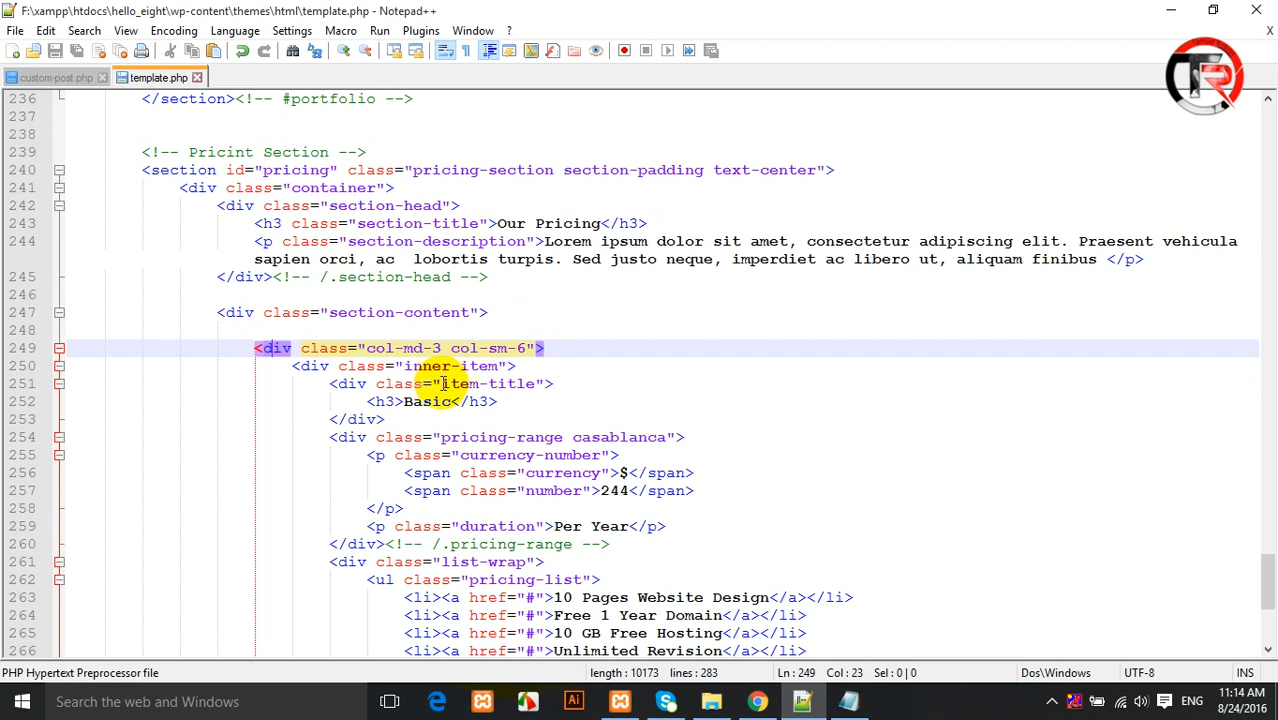 F:\xampp\htdocs\hello_eight\wp-content\themes\html\template.php - Notepad++
File Edit Search View Encoding Language Settings Macro Run Plugins Window ? X
custom-post.php template.php
TR
236 </section><!-- #portfolio -->
237
238
239 <!-- Pricint Section -->
240 <section id="pricing" class="pricing-section section-padding text-center">
241 <div class="container">
242 <div class="section-head">
243 <h3 class="section-title">Our Pricing</h3>
244 <p class="section-description">Lorem ipsum dolor sit amet, consectetur adipiscing elit. Praesent vehicula
sapien orci, ac  lobortis turpis. Sed justo neque, imperdiet ac libero ut, aliquam finibus </p>
245 </div><!-- /.section-head -->
246
247 <div class="section-content">
248
249 <div class="col-md-3 col-sm-6">
250 <div class="inner-item">
251 <div class="item-title">
252 <h3>Basic</h3>
253 </div>
254 <div class="pricing-range casablanca">
255 <p class="currency-number">
256 <span class="currency">$</span>
257 <span class="number">244</span>
258 </p>
259 <p class="duration">Per Year</p>
260 </div><!-- /.pricing-range -->
261 <div class="list-wrap">
262 <ul class="pricing-list">
263 <li><a href="#">10 Pages Website Design</a></li>
264 <li><a href="#">Free 1 Year Domain</a></li>
265 <li><a href="#">10 GB Free Hosting</a></li>
266 <li><a href="#">Unlimited Revision</a></li>
PHP Hypertext Preprocessor file length : 10173 lines : 283 Ln : 249 Col : 23 Sel : 0 | 0 Dos\Windows UTF-8 INS
Search the web and Windows ENG 11:14 AM
8/24/2016